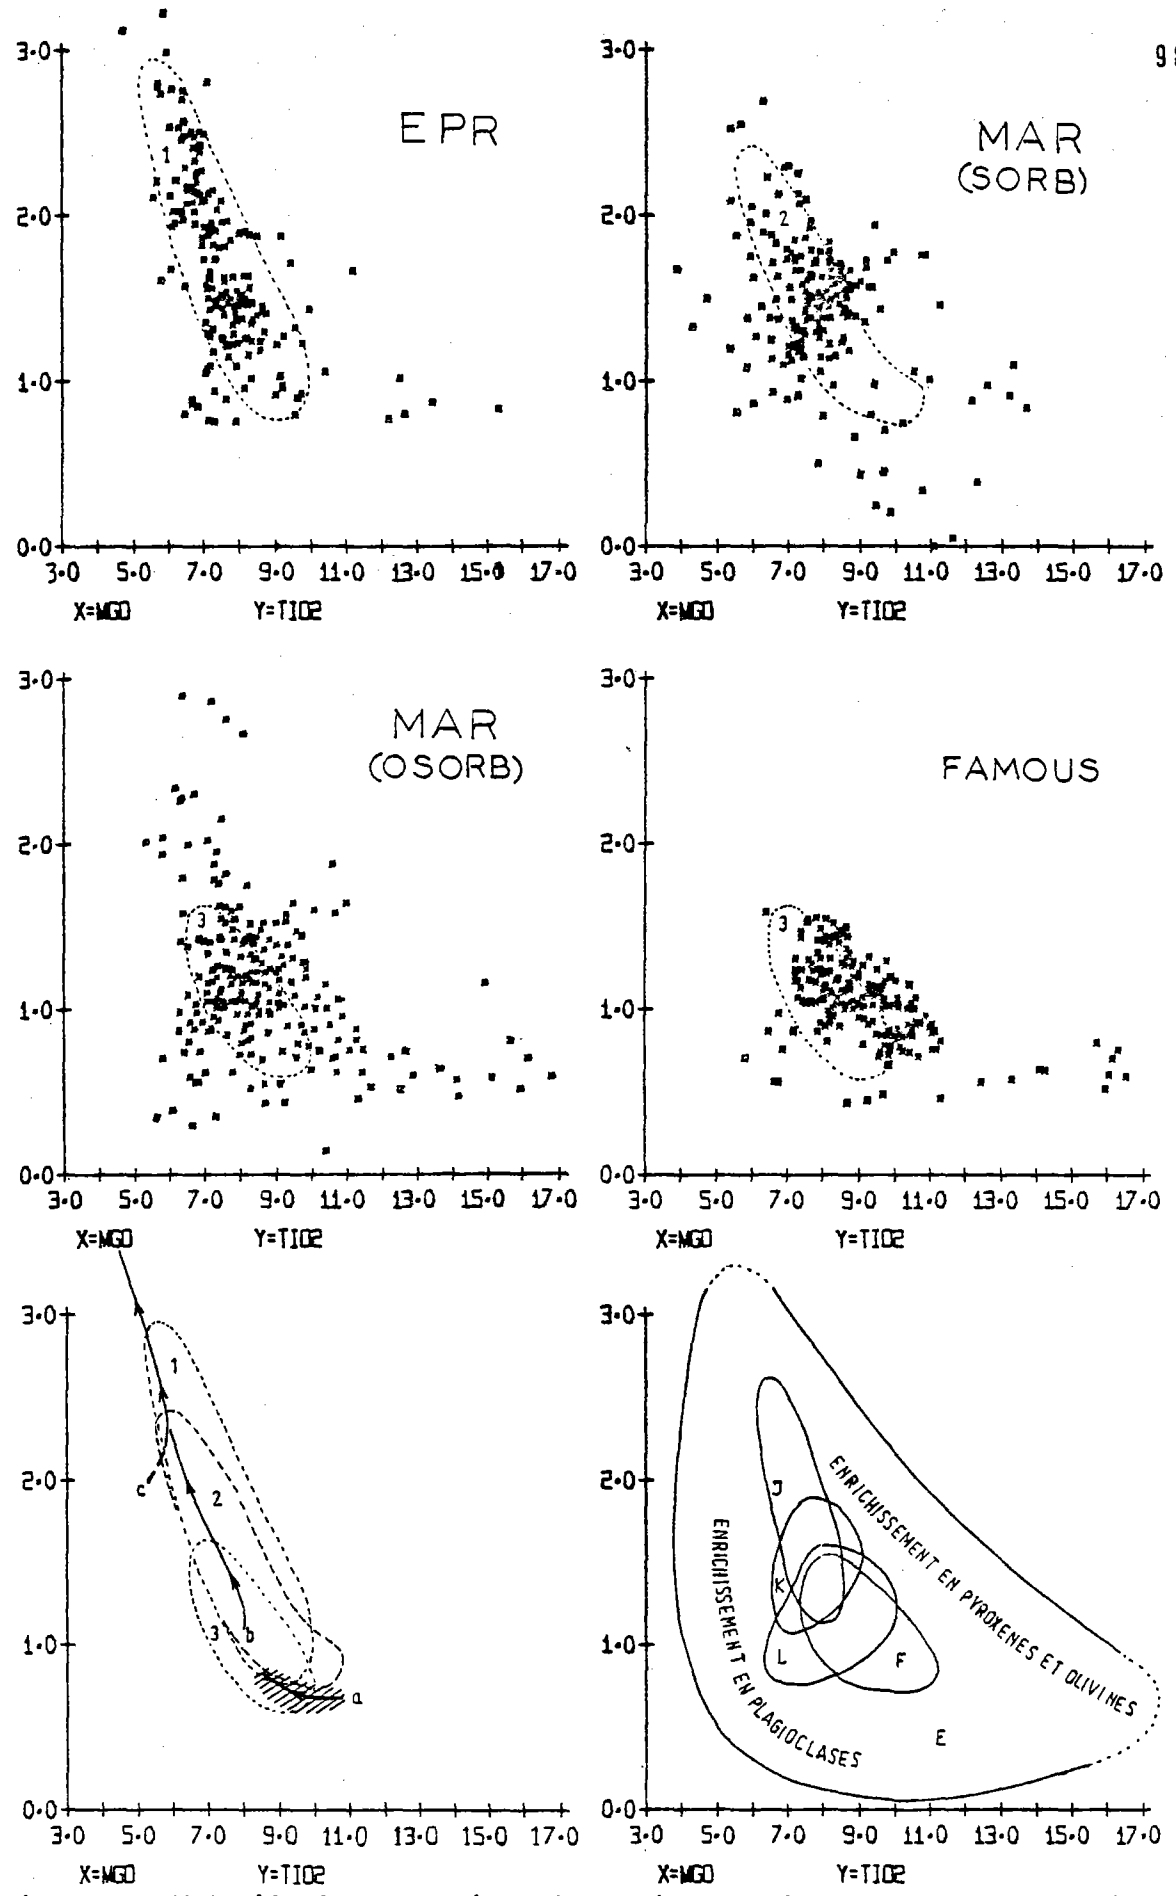 9
EPR
3.0
2.0
1.0
0.0
1
3.0 5.0 7.0 9.0 11.0 13.0 15.0 17.0
X=MGO Y=TIO2
MAR
(SORB)
3.0
2.0
1.0
0.0
2
3.0 5.0 7.0 9.0 11.0 13.0 15.0 17.0
X=MGO Y=TIO2
MAR
(OSORB)
3.0
2.0
1.0
0.0
3
3.0 5.0 7.0 9.0 11.0 13.0 15.0 17.0
X=MGO Y=TIO2
FAMOUS
3.0
2.0
1.0
0.0
3
3.0 5.0 7.0 9.0 11.0 13.0 15.0 17.0
X=MGO Y=TIO2
3.0
2.0
1.0
0.0
1
c
2
3
b
a
3.0 5.0 7.0 9.0 11.0 13.0 15.0 17.0
X=MGO Y=TIO2
3.0
2.0
1.0
0.0
J
K
L
F
E
ENRICHISSEMENT EN PYROXENES ET OLIVINES
ENRICHISSEMENT EN PLAGIOCLASES
3.0 5.0 7.0 9.0 11.0 13.0 15.0 17.0
X=MGO Y=TIO2